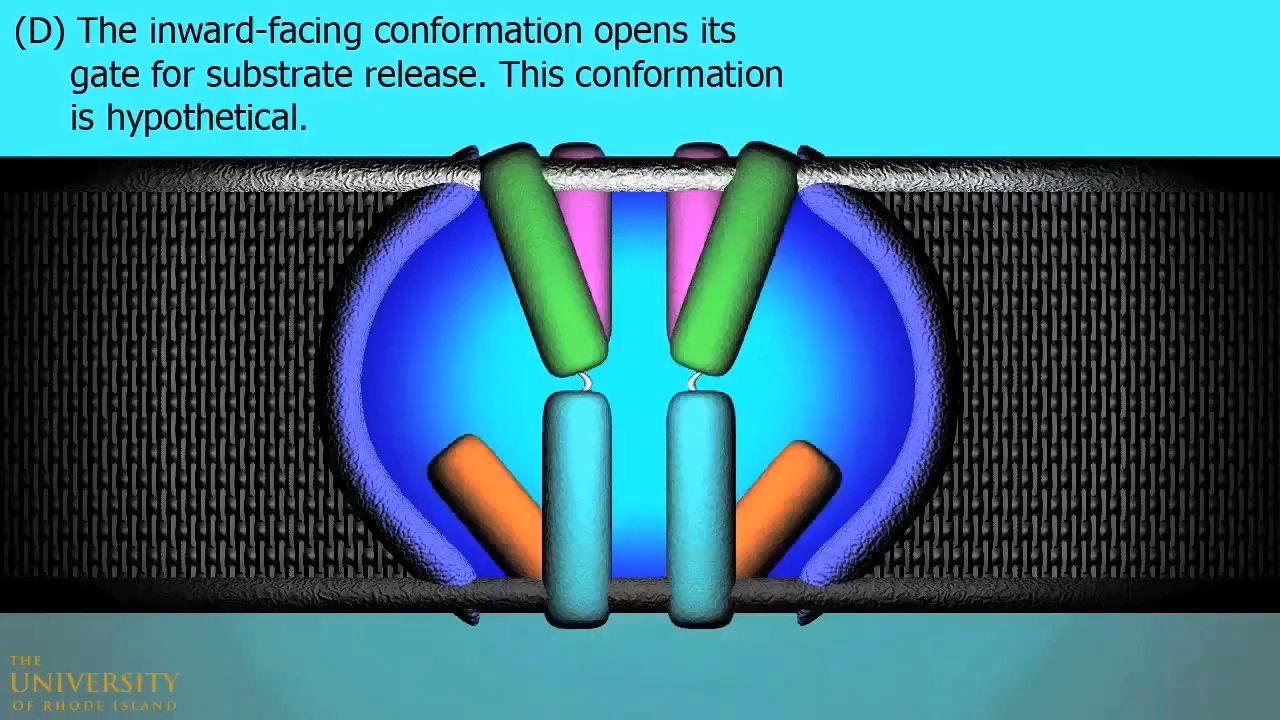 (D) The inward-facing conformation opens its
gate for substrate release. This conformation
is hypothetical.
THE
UNIVERSITY
OF RHODE ISLAND